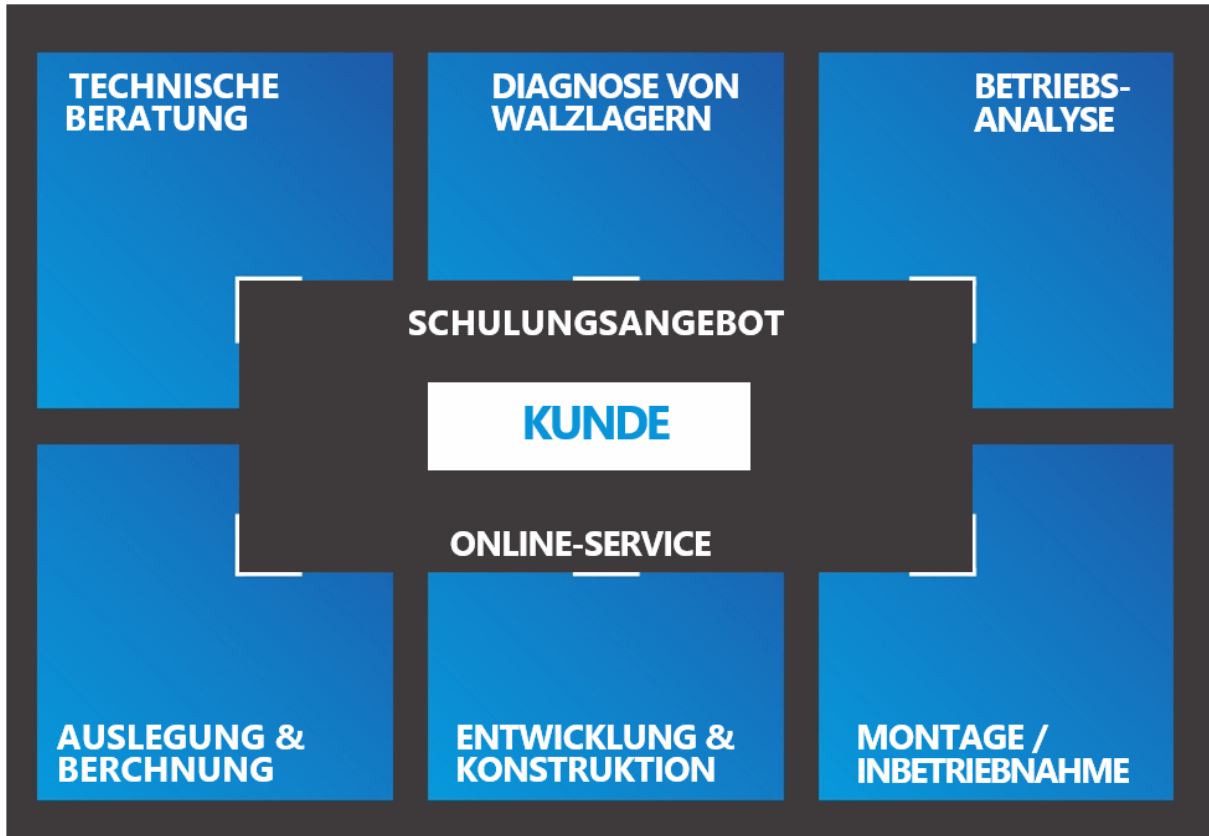 TECHNISCHE
BERATUNG
DIAGNOSE VON
WALZLAGERN
BETRIEBS-
ANALYSE
SCHULUNGSANGEBOT
KUNDE
ONLINE-SERVICE
AUSLEGUNG &
BERCHNUNG
ENTWICKLUNG &
KONSTRUKTION
MONTAGE /
INBETRIEBNAHME